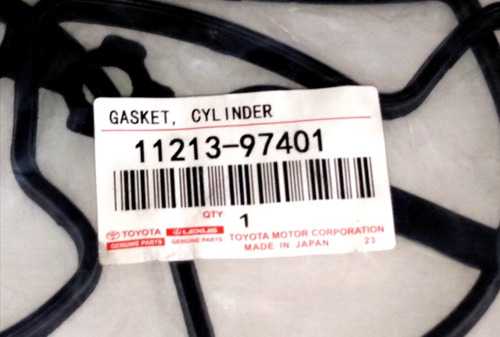 GASKET, CYLINDER
11213-97401
QTY 1
TOYOTA LEXUS TOYOTA MOTOR CORPORATION
GENUINE PARTS GENUINE PARTS MADE IN JAPAN 23